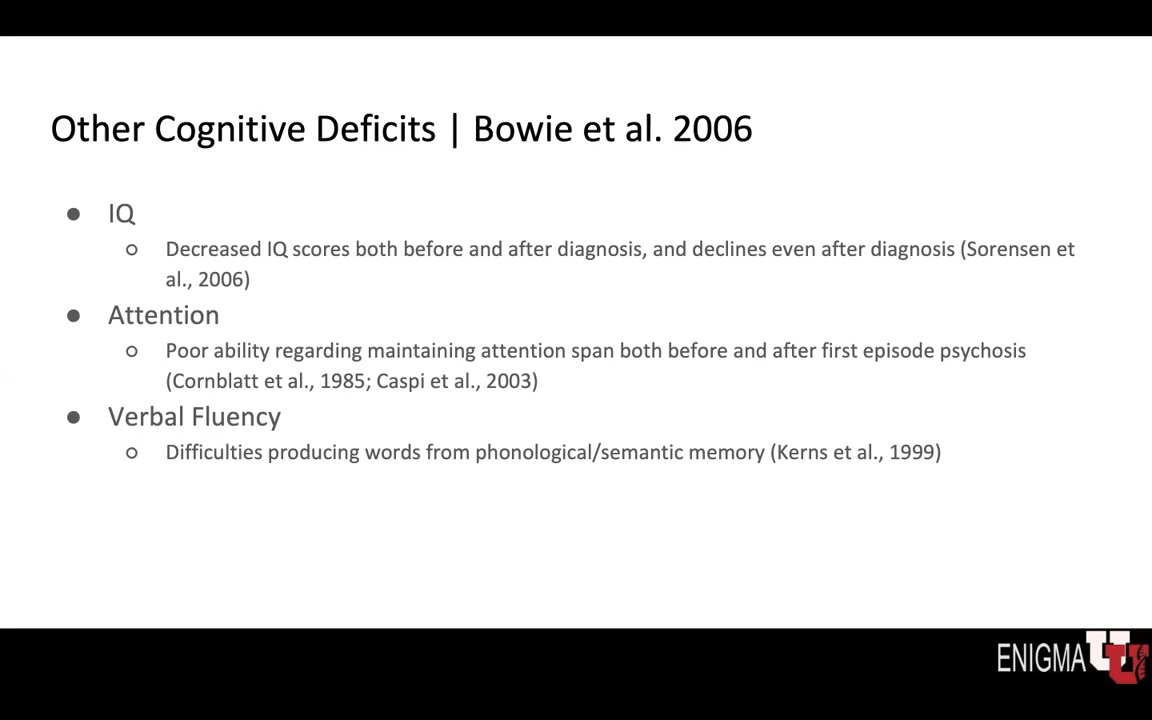 Other Cognitive Deficits | Bowie et al. 2006
● IQ
○ Decreased IQ scores both before and after diagnosis, and declines even after diagnosis (Sorensen et
al., 2006)
● Attention
○ Poor ability regarding maintaining attention span both before and after first episode psychosis
(Cornblatt et al., 1985; Caspi et al., 2003)
● Verbal Fluency
○ Difficulties producing words from phonological/semantic memory (Kerns et al., 1999)
ENIGMA U